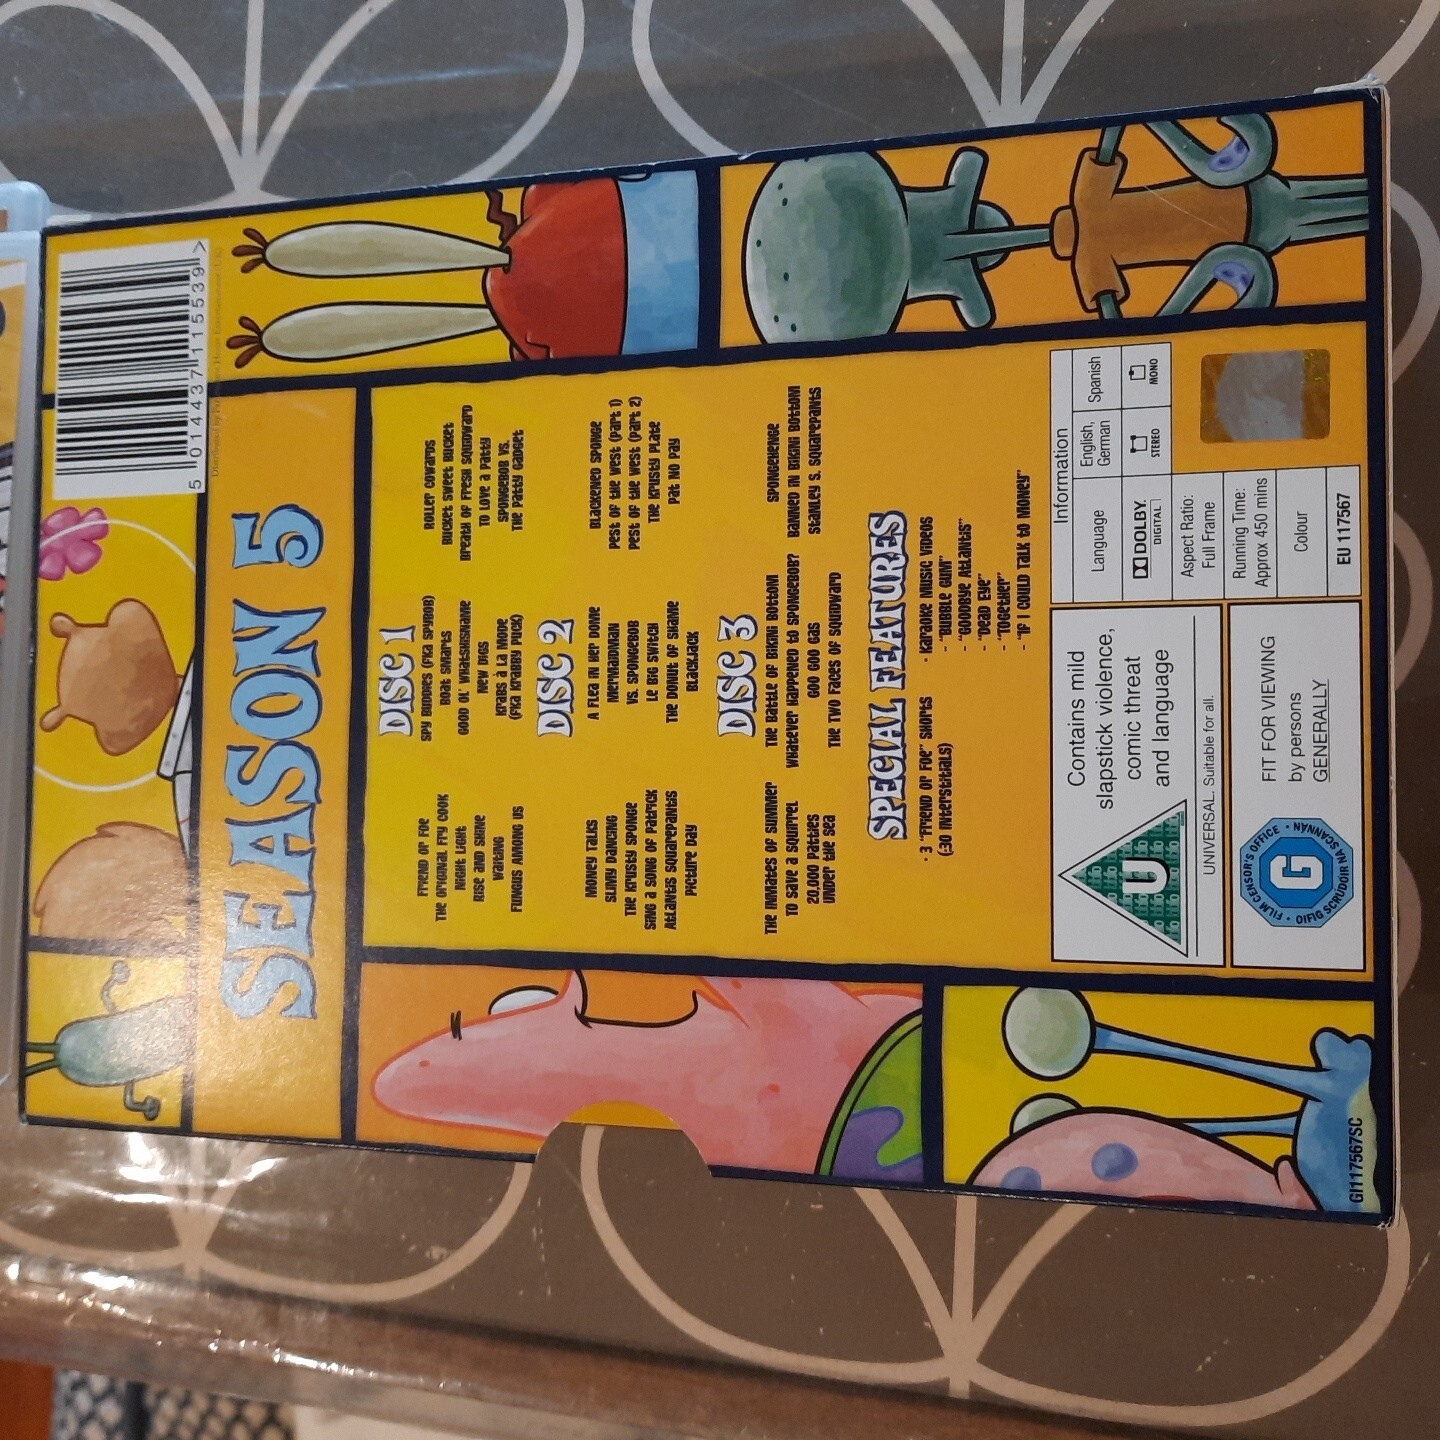 SEASON 5
5 014437 115539 >
DISC 1
FRIEND OR FOE
THE ORIGINAL FRY COOK
NIGHT LIGHT
RISE AND SHINE
WAITING
FUNGUS AMONG US
SPY BUDDIES (FKA SPYBOB)
BOAT SMARTS
GOOD OL' WHATSHISNAME
NEW DIGS
KRABS À LA MODE
(FKA KRABBY PUCK)
ROLLER COWARDS
BUCKET SWEET BUCKET
BREATH OF FRESH SQUIDWARD
TO LOVE A PATTY
SPONGEBOB VS.
THE PATTY GADGET
DISC 2
MONEY TALKS
SLIMY DANCING
THE KRUSTY SPONGE
SING A SONG OF PATRICK
ATLANTIS SQUAREPANTIS
PICTURE DAY
A FLEA IN HER DOME
MERMAIDMAN
VS. SPONGEBOB
LE BIG SWITCH
THE DONUT OF SHAME
BLACKJACK
BLACKENED SPONGE
PEST OF THE WEST (PART 1)
PEST OF THE WEST (PART 2)
THE KRUSTY PLATE
PAT NO PAY
DISC 3
THE INMATES OF SUMMER
TO SAVE A SQUIRREL
20,000 PATTIES
UNDER THE SEA
THE BATTLE OF BIKINI BOTTOM
WHATEVER HAPPENED TO SPONGEBOB?
GOO GOO GAS
THE TWO FACES OF SQUIDWARD
SPONGEHENGE
BANNED IN BIKINI BOTTOM
STANLEY S. SQUAREPANTS
SPECIAL FEATURES
· 3 "FRIEND OR FOE" SHORTS
(:30 INTERSTITIALS)
· KARAOKE MUSIC VIDEOS
- "BUBBLE GUM"
- "GOODBYE ATLANTIS"
- "DEAD EYE"
- "TOGETHER"
- "IF I COULD TALK TO MONEY"
U
Contains mild
slapstick violence,
comic threat
and language
UNIVERSAL. Suitable for all.
FILM CENSOR'S OFFICE · OIFIG SCRÚDÓIR NA SCANNÁN ·
G
FIT FOR VIEWING
by persons
GENERALLY
Information
Language
English,
German
Spanish
DOLBY
DIGITAL
STEREO
MONO
Aspect Ratio:
Full Frame
Running Time:
Approx 450 mins
Colour
EU 117567
GI117567SC